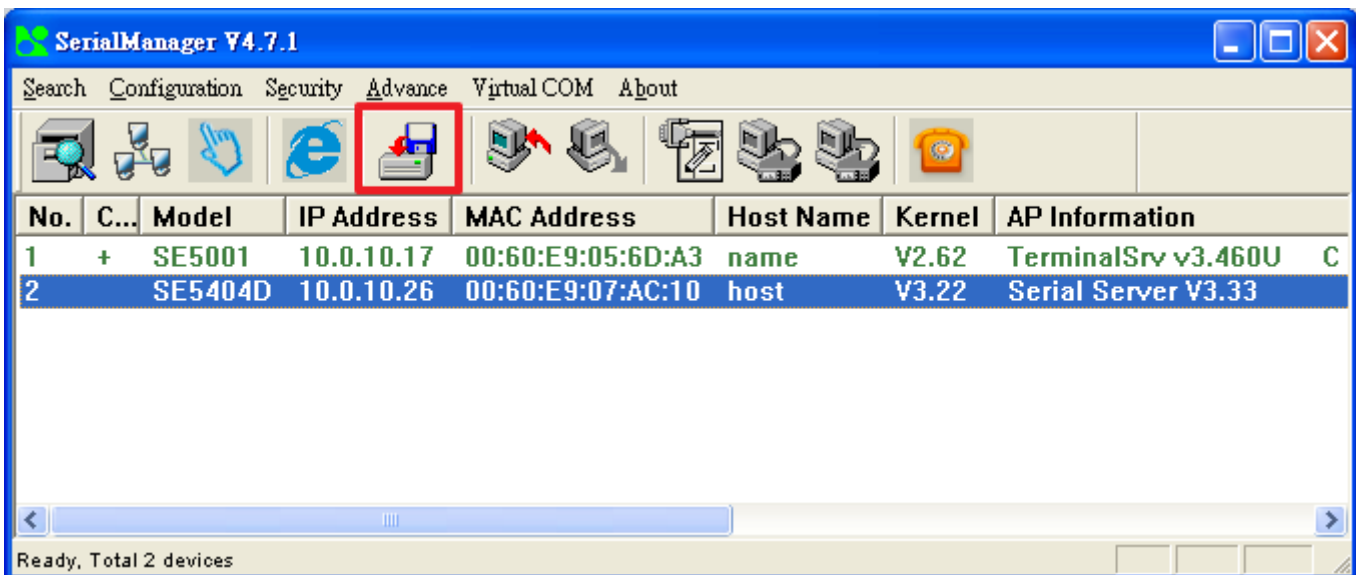 SerialManager V4.7.1
Search Configuration Security Advance Virtual COM About
No. C... Model IP Address MAC Address Host Name Kernel AP Information
1 + SE5001 10.0.10.17 00:60:E9:05:6D:A3 name V2.62 TerminalSrv v3.460U C
2 SE5404D 10.0.10.26 00:60:E9:07:AC:10 host V3.22 Serial Server V3.33
Ready, Total 2 devices